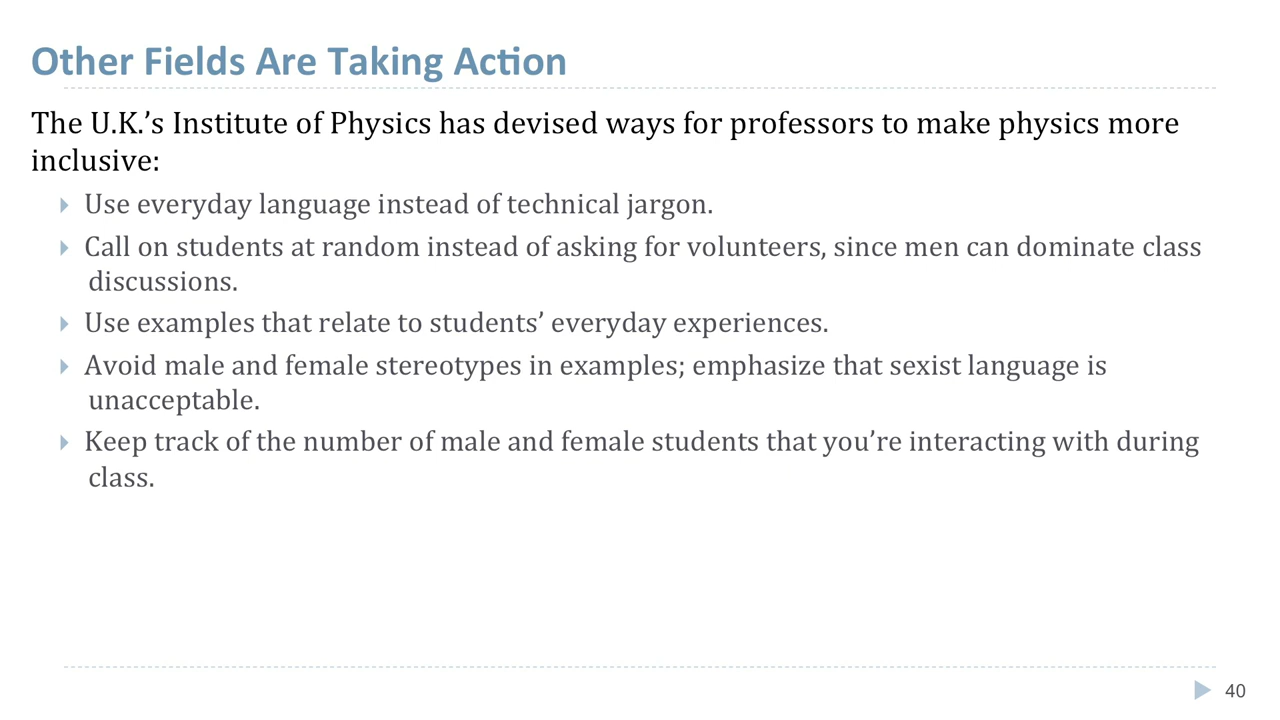 Other Fields Are Taking Action
The U.K.’s Institute of Physics has devised ways for professors to make physics more
inclusive:
Use everyday language instead of technical jargon.
Call on students at random instead of asking for volunteers, since men can dominate class
discussions.
Use examples that relate to students’ everyday experiences.
Avoid male and female stereotypes in examples; emphasize that sexist language is
unacceptable.
Keep track of the number of male and female students that you’re interacting with during
class.
40